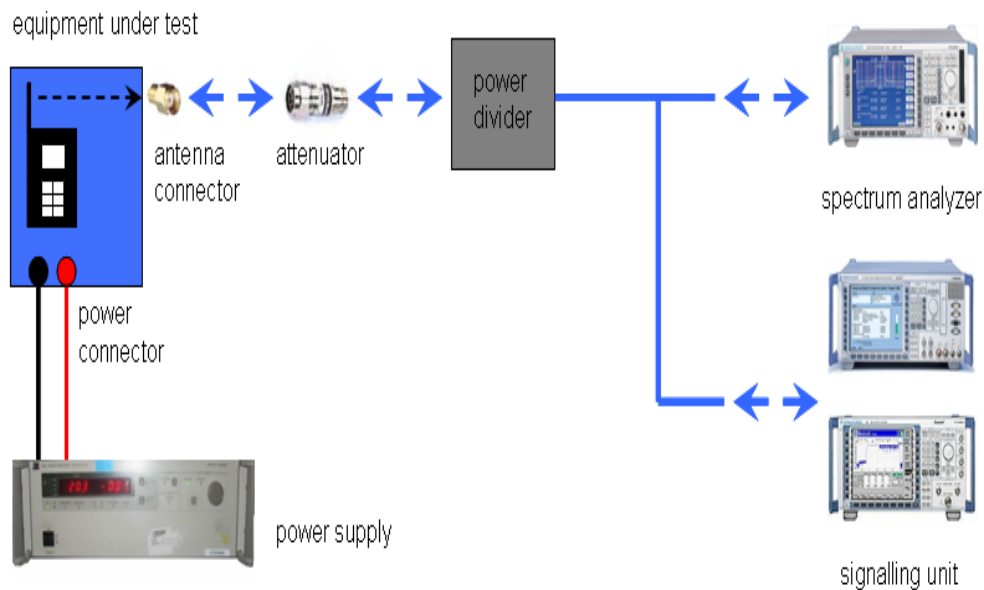 equipment under test
power
divider
antenna
connector
attenuator
spectrum analyzer
power
connector
power supply
signalling unit